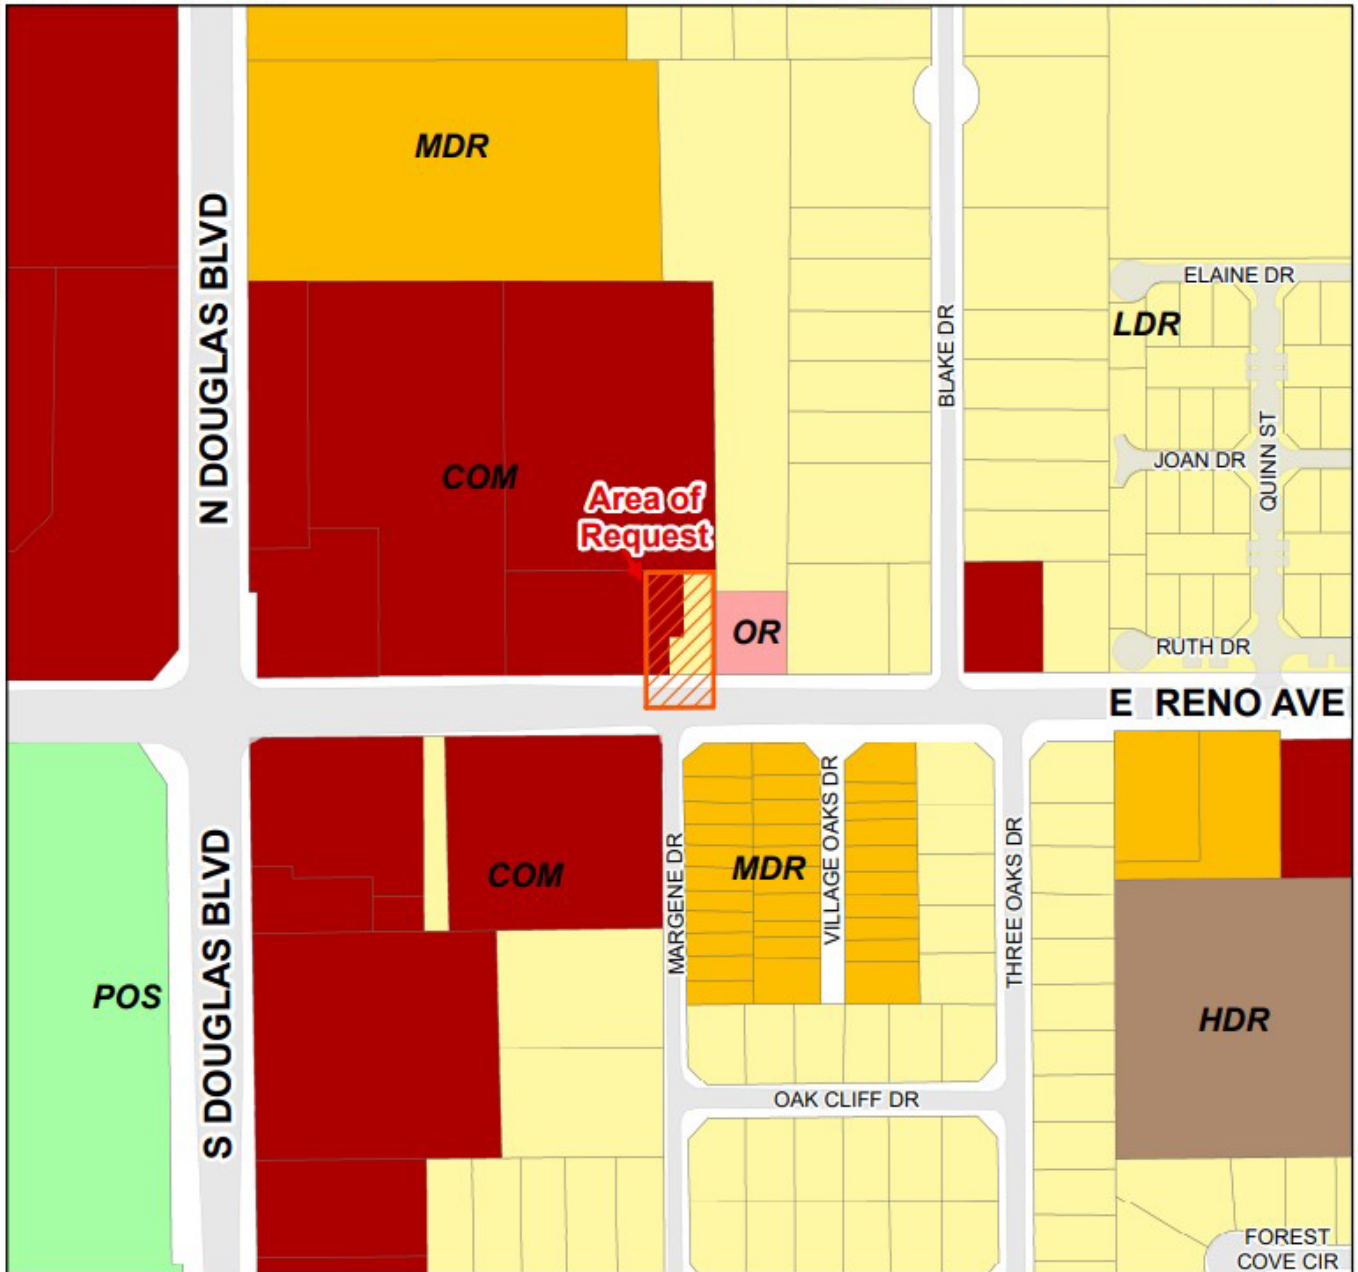 MDR
N DOUGLAS BLVD
ELAINE DR
LDR
BLAKE DR
QUINN ST
JOAN DR
COM
Area of
Request
OR
RUTH DR
E RENO AVE
S DOUGLAS BLVD
COM
MARGENE DR
MDR
VILLAGE OAKS DR
THREE OAKS DR
POS
HDR
OAK CLIFF DR
FOREST
COVE CIR